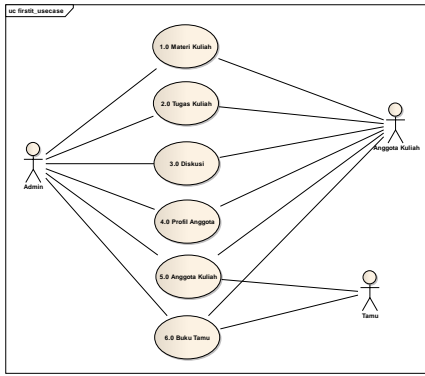 uc firstit_usecase
1.0 Materi Kuliah
2.0 Tugas Kuliah
Anggota Kuliah
3.0 Diskusi
Admin
4.0 Profil Anggota
5.0 Anggota Kuliah
Tamu
6.0 Buku Tamu